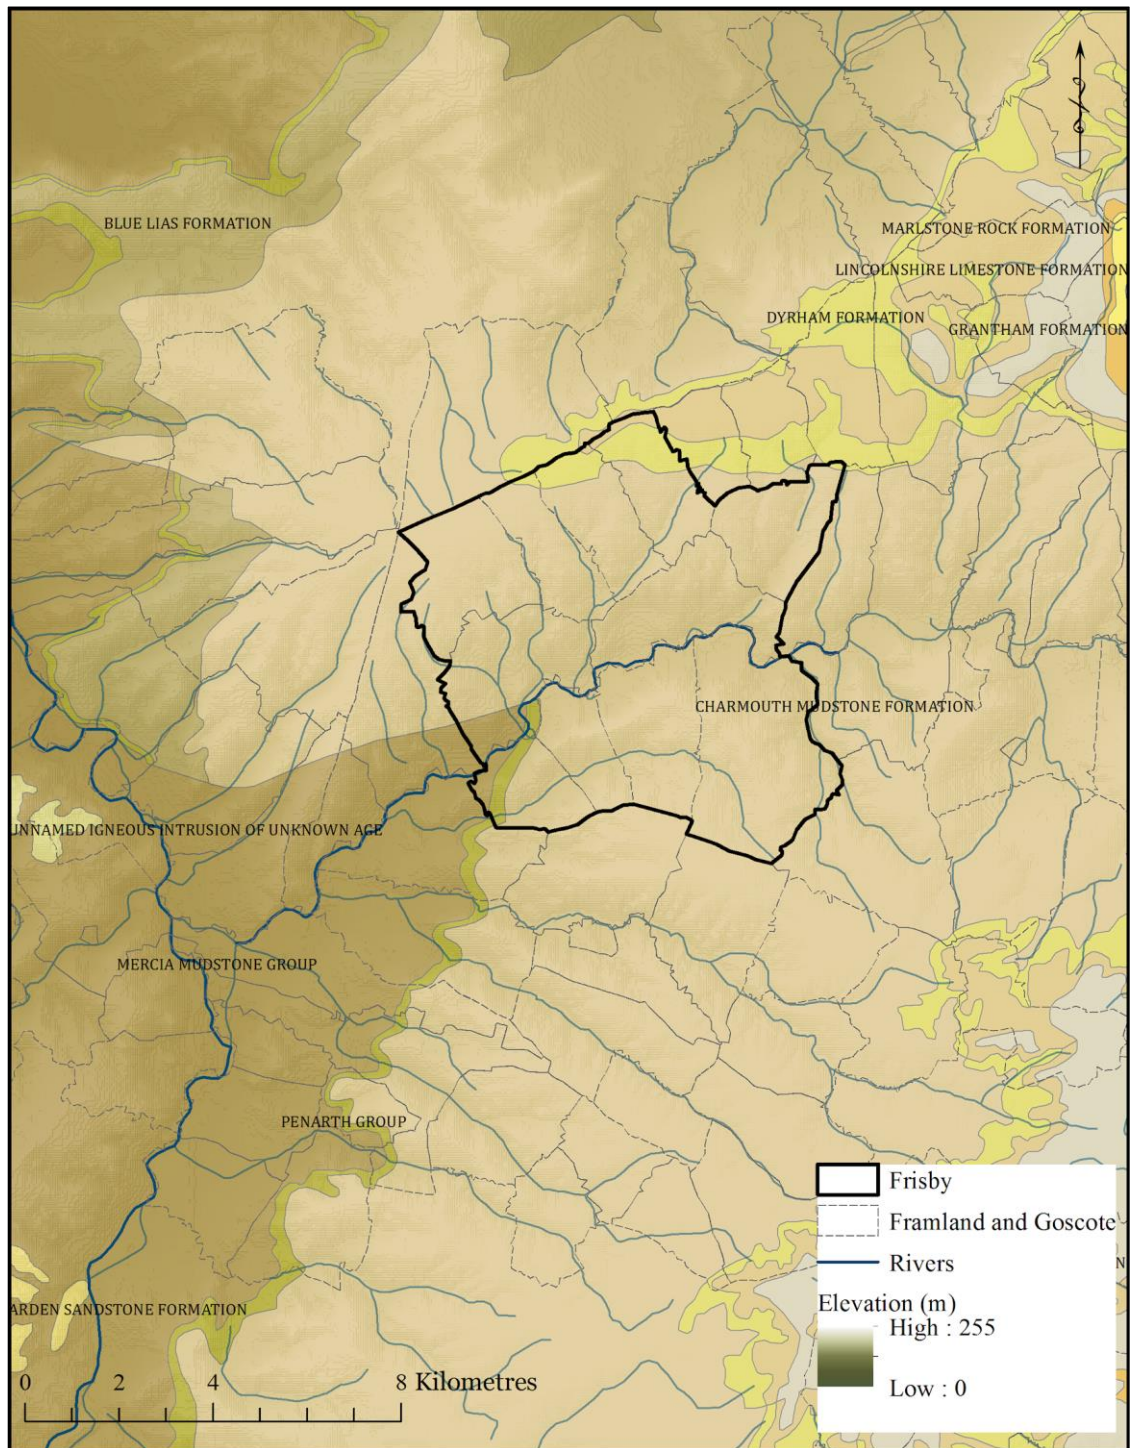 BLUE LIAS FORMATION
MARLSTONE ROCK FORMATION
LINCOLNSHIRE LIMESTONE FORMATION
DYRHAM FORMATION
GRANTHAM FORMATION
CHARMOUTH MUDSTONE FORMATION
UNNAMED IGNEOUS INTRUSION OF UNKNOWN AGE
MERCIA MUDSTONE GROUP
PENARTH GROUP
Frisby
Framland and Goscote
Rivers
N
Elevation (m)
High : 255
Low : 0
ARDEN SANDSTONE FORMATION
0 2 4 8 Kilometres